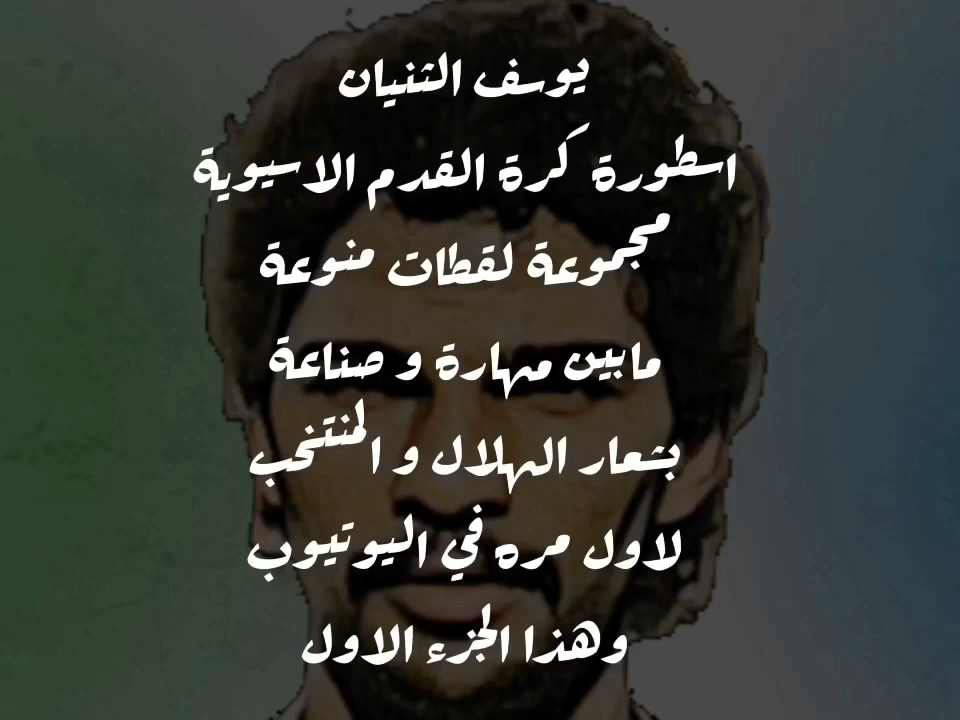 يوسف الثنيان
اسطورة كرة القدم الاسيوية
مجموعة لقطات منوعة
مابين مهارة و صناعة
بشعار الهلال و المنتخب
لاول مره في اليوتيوب
وهذا الجزء الاول